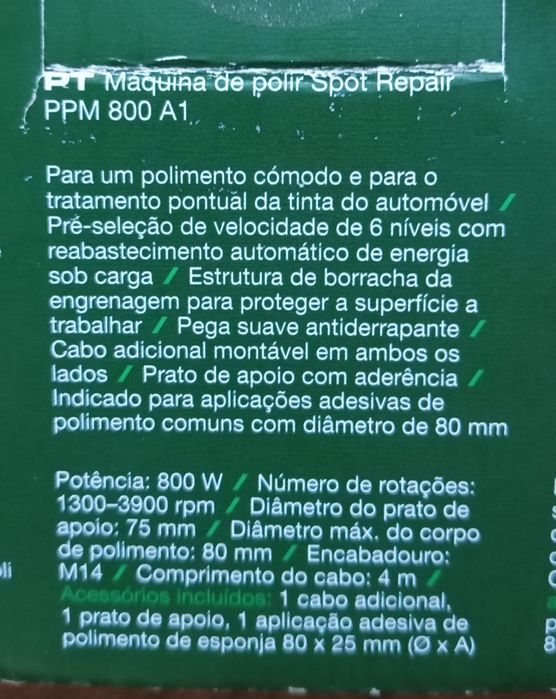 PT Máquina de polir Spot Repair
PPM 800 A1
Para um polimento cómodo e para o
tratamento pontual da tinta do automóvel /
Pré-seleção de velocidade de 6 níveis com
reabastecimento automático de energia
sob carga / Estrutura de borracha da
engrenagem para proteger a superfície a
trabalhar / Pega suave antiderrapante /
Cabo adicional montável em ambos os
lados / Prato de apoio com aderência /
Indicado para aplicações adesivas de
polimento comuns com diâmetro de 80 mm
Potência: 800 W / Número de rotações:
1300–3900 rpm / Diâmetro do prato de
apoio: 75 mm / Diâmetro máx. do corpo
de polimento: 80 mm / Encabadouro:
M14 / Comprimento do cabo: 4 m /
Acessórios incluídos: 1 cabo adicional,
1 prato de apoio, 1 aplicação adesiva de
polimento de esponja 80 x 25 mm (Ø x A)